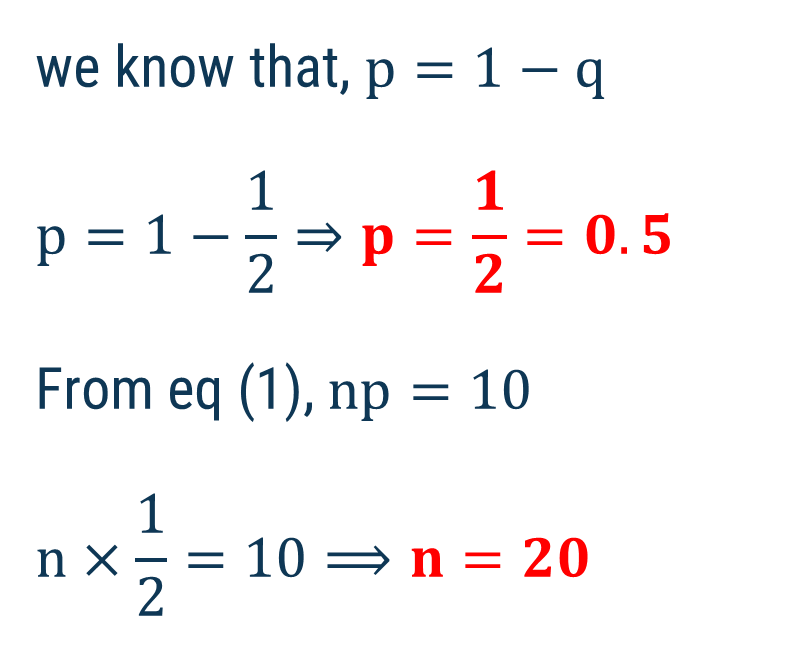 we know that, p = 1 − q
p = 1 − 1/2 ⇒ p = 1/2 = 0.5
From eq (1), np = 10
n × 1/2 = 10 ⟹ n = 20